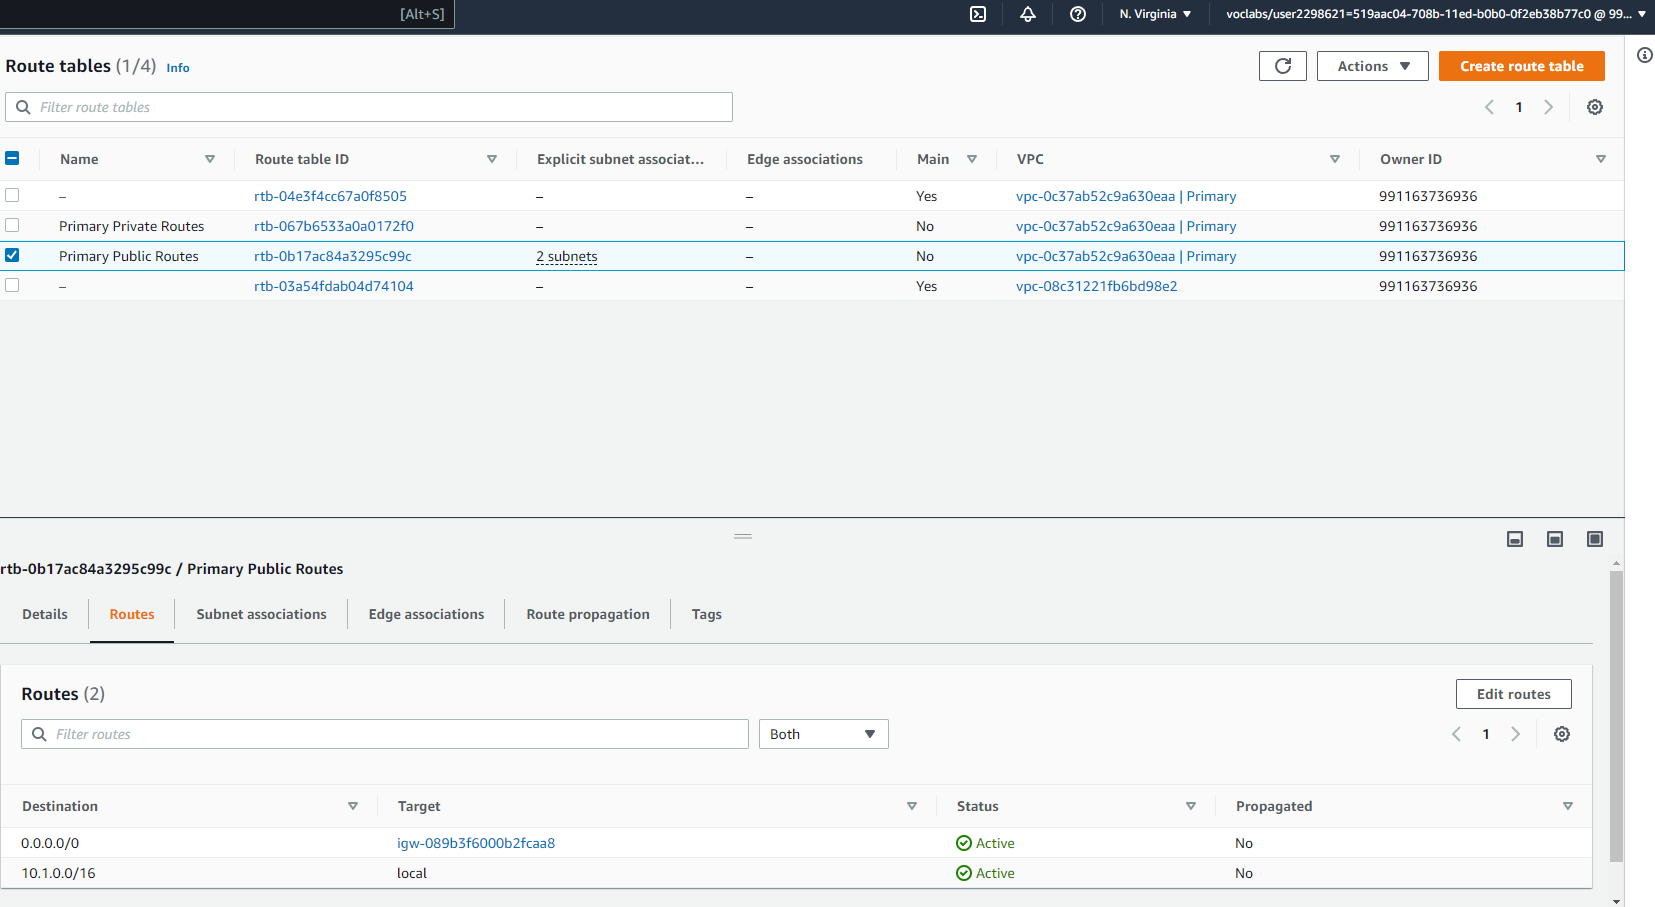 [Alt+S] N. Virginia voclabs/user2298621=519aac04-708b-11ed-b0b0-0f2eb38b77c0 @ 99...
Route tables (1/4) Info Actions Create route table
Filter route tables 1
Name Route table ID Explicit subnet associat... Edge associations Main VPC Owner ID
– rtb-04e3f4cc67a0f8505 – – Yes vpc-0c37ab52c9a630eaa | Primary 991163736936
Primary Private Routes rtb-067b6533a0a0172f0 – – No vpc-0c37ab52c9a630eaa | Primary 991163736936
Primary Public Routes rtb-0b17ac84a3295c99c 2 subnets – No vpc-0c37ab52c9a630eaa | Primary 991163736936
– rtb-03a54fdab04d74104 – – Yes vpc-08c31221fb6bd98e2 991163736936
rtb-0b17ac84a3295c99c / Primary Public Routes
Details Routes Subnet associations Edge associations Route propagation Tags
Routes (2) Edit routes
Filter routes Both 1
Destination Target Status Propagated
0.0.0.0/0 igw-089b3f6000b2fcaa8 Active No
10.1.0.0/16 local Active No